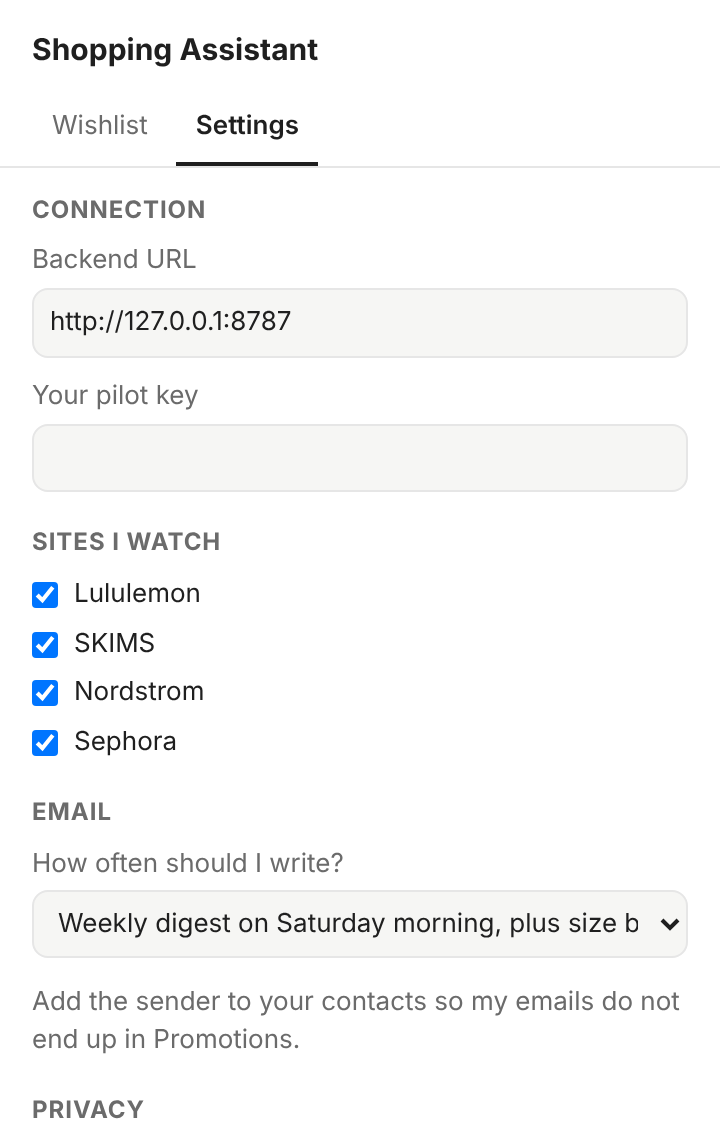 Shopping Assistant
Wishlist Settings
CONNECTION
Backend URL
http://127.0.0.1:8787
Your pilot key
SITES I WATCH
Lululemon
SKIMS
Nordstrom
Sephora
EMAIL
How often should I write?
Weekly digest on Saturday morning, plus size b
Add the sender to your contacts so my emails do not
end up in Promotions.
PRIVACY